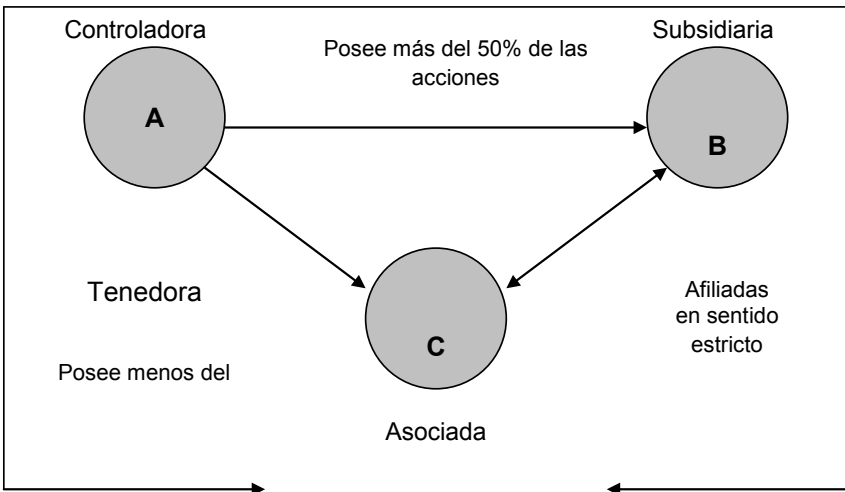 Controladora
Subsidiaria
Posee más del 50% de las
acciones
A
B
Tenedora
Afiliadas
en sentido
estricto
C
Posee menos del
Asociada